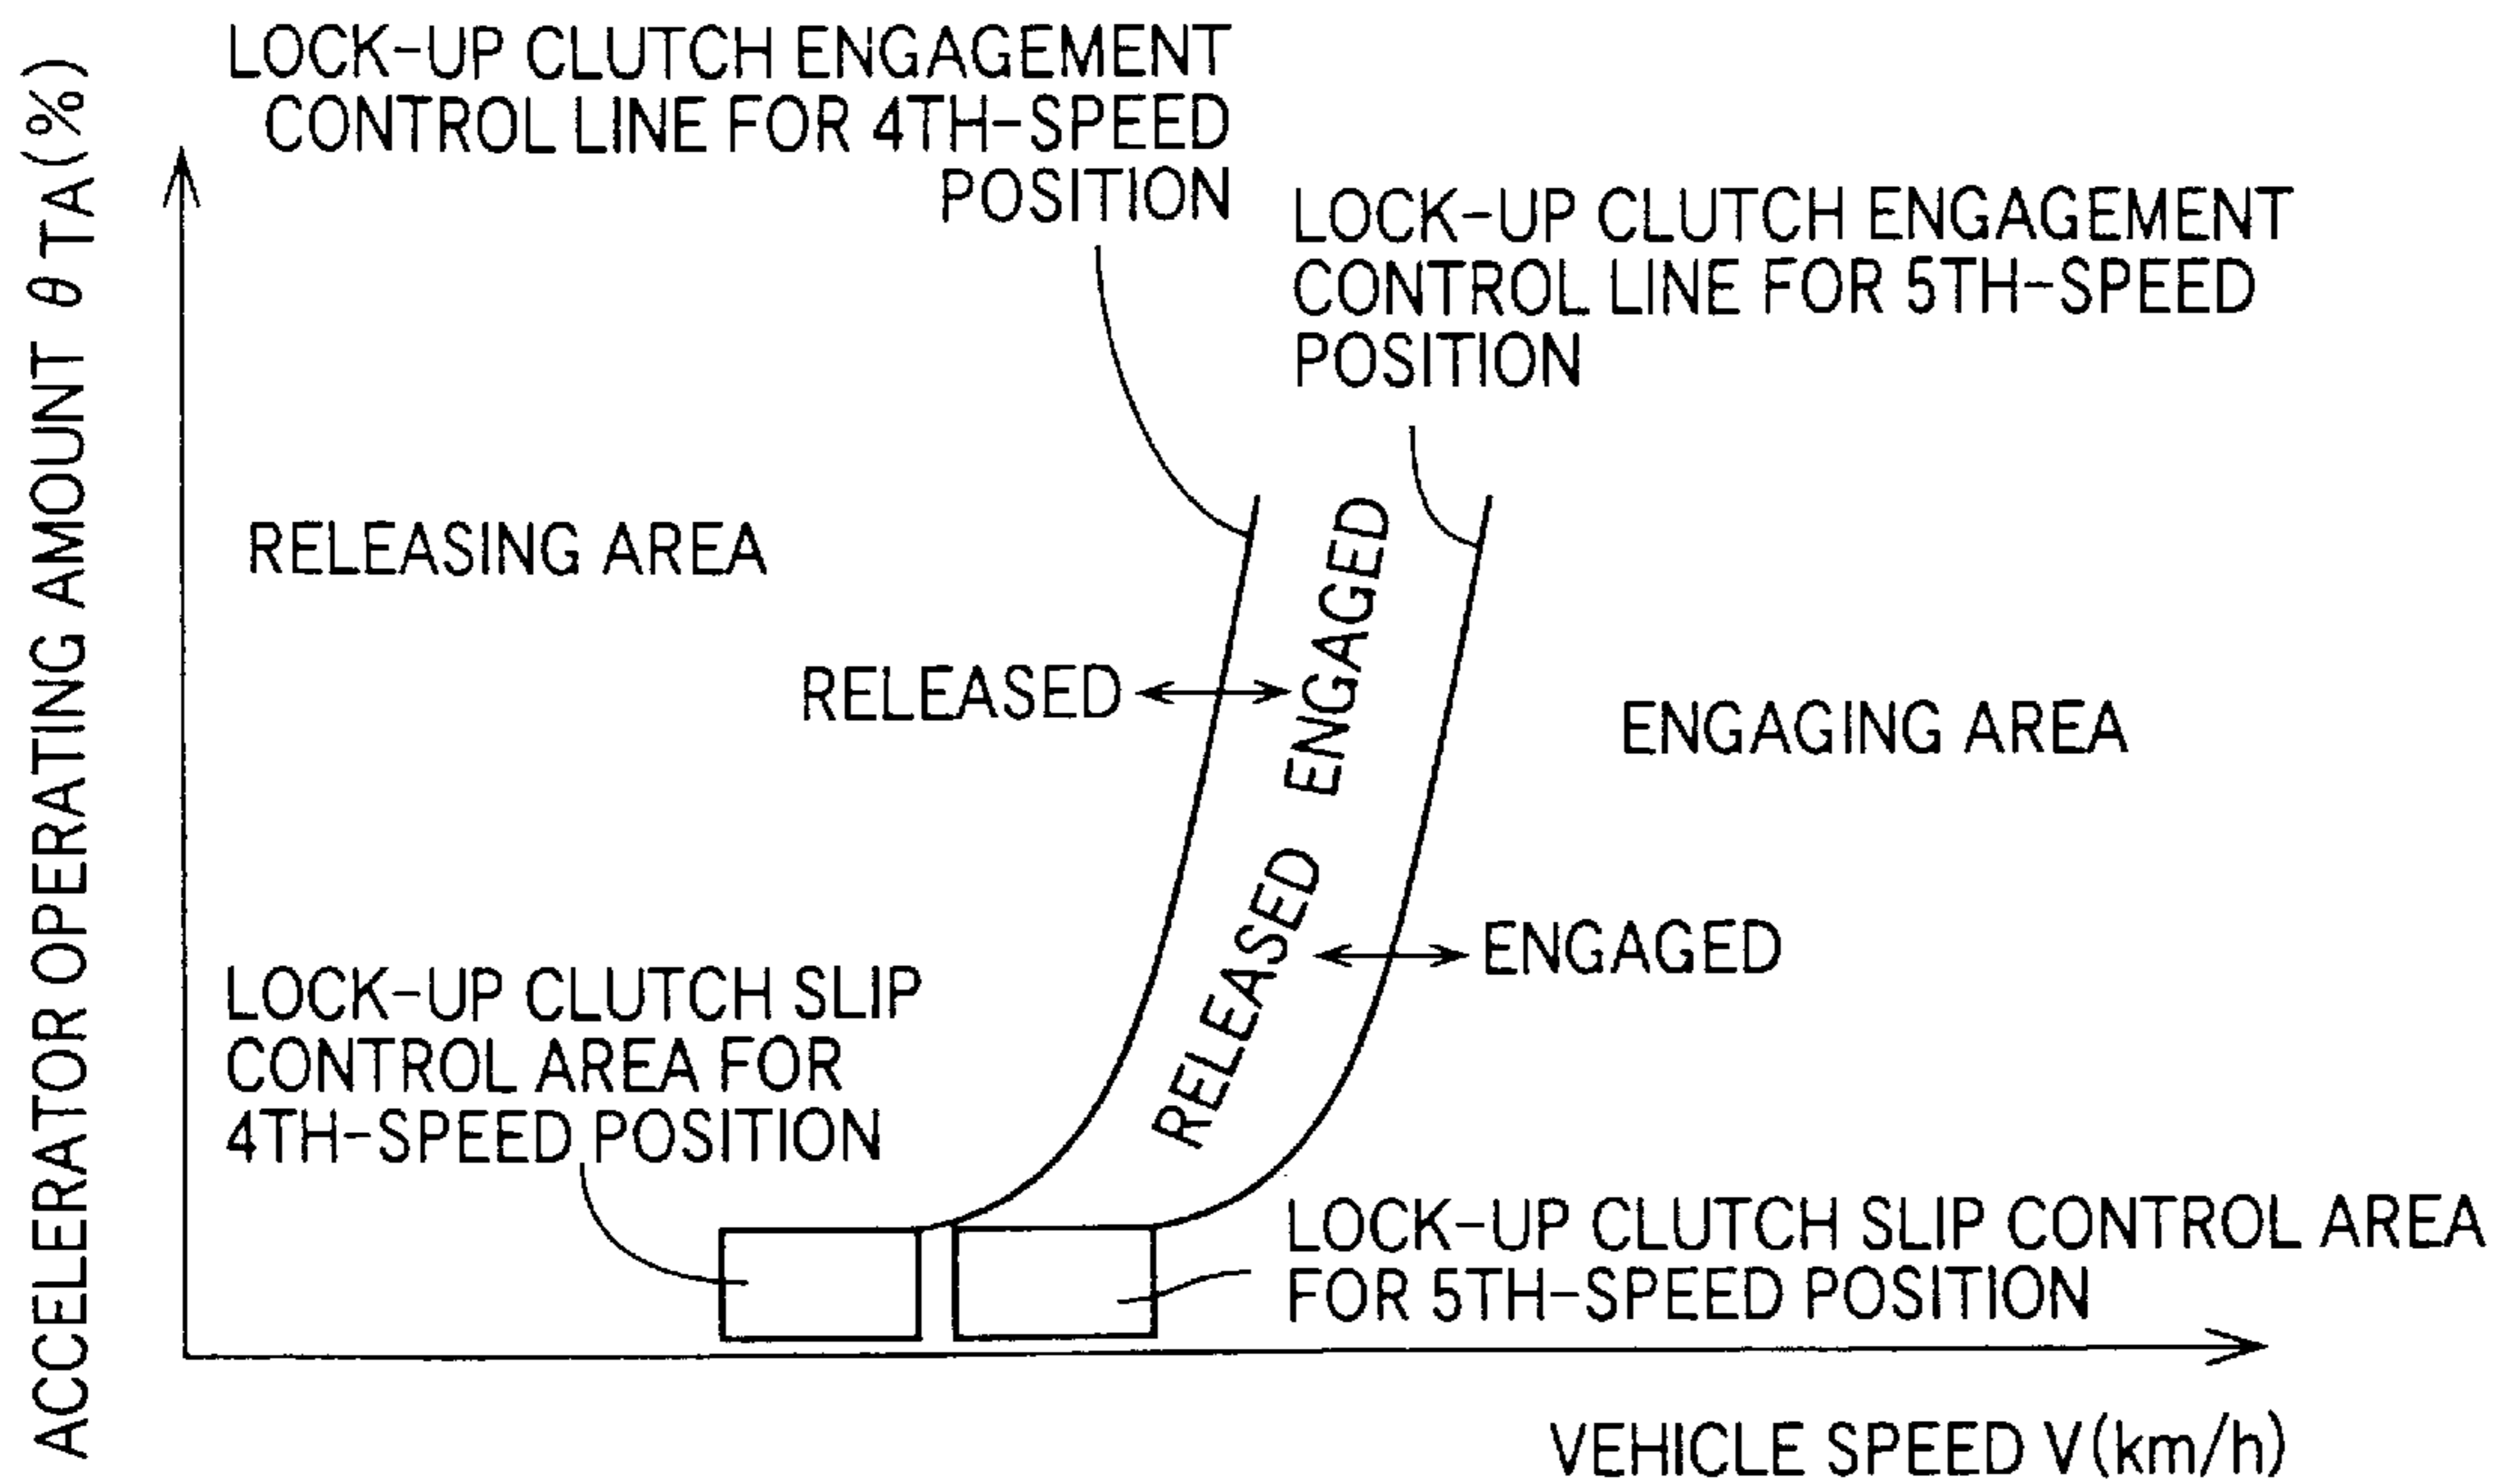 LOCK-UP CLUTCH ENGAGEMENT
CONTROL LINE FOR 4TH-SPEED
POSITION
LOCK-UP CLUTCH ENGAGEMENT
CONTROL LINE FOR 5TH-SPEED
POSITION
ACCELERATOR OPERATING AMOUNT θTA(%)
RELEASING AREA
RELEASED
ENGAGED
ENGAGING AREA
RELEASED
ENGAGED
LOCK-UP CLUTCH SLIP
CONTROL AREA FOR
4TH-SPEED POSITION
LOCK-UP CLUTCH SLIP CONTROL AREA
FOR 5TH-SPEED POSITION
VEHICLE SPEED V(km/h)